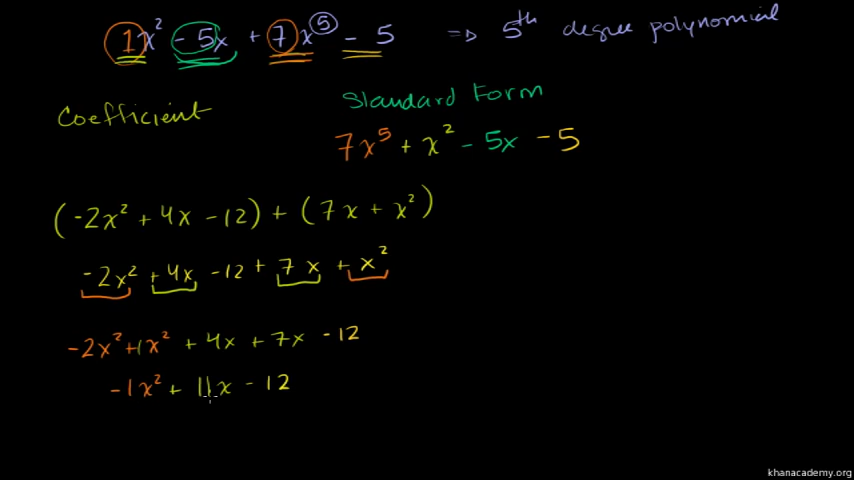 1x² - 5x + 7x⁵ - 5 ⇒ 5th degree polynomial
Coefficient
Standard Form
7x⁵ + x² - 5x - 5
(-2x² + 4x - 12) + (7x + x²)
-2x² + 4x - 12 + 7x + x²
-2x² + 1x² + 4x + 7x - 12
-1x² + 11x - 12
khanacademy.org